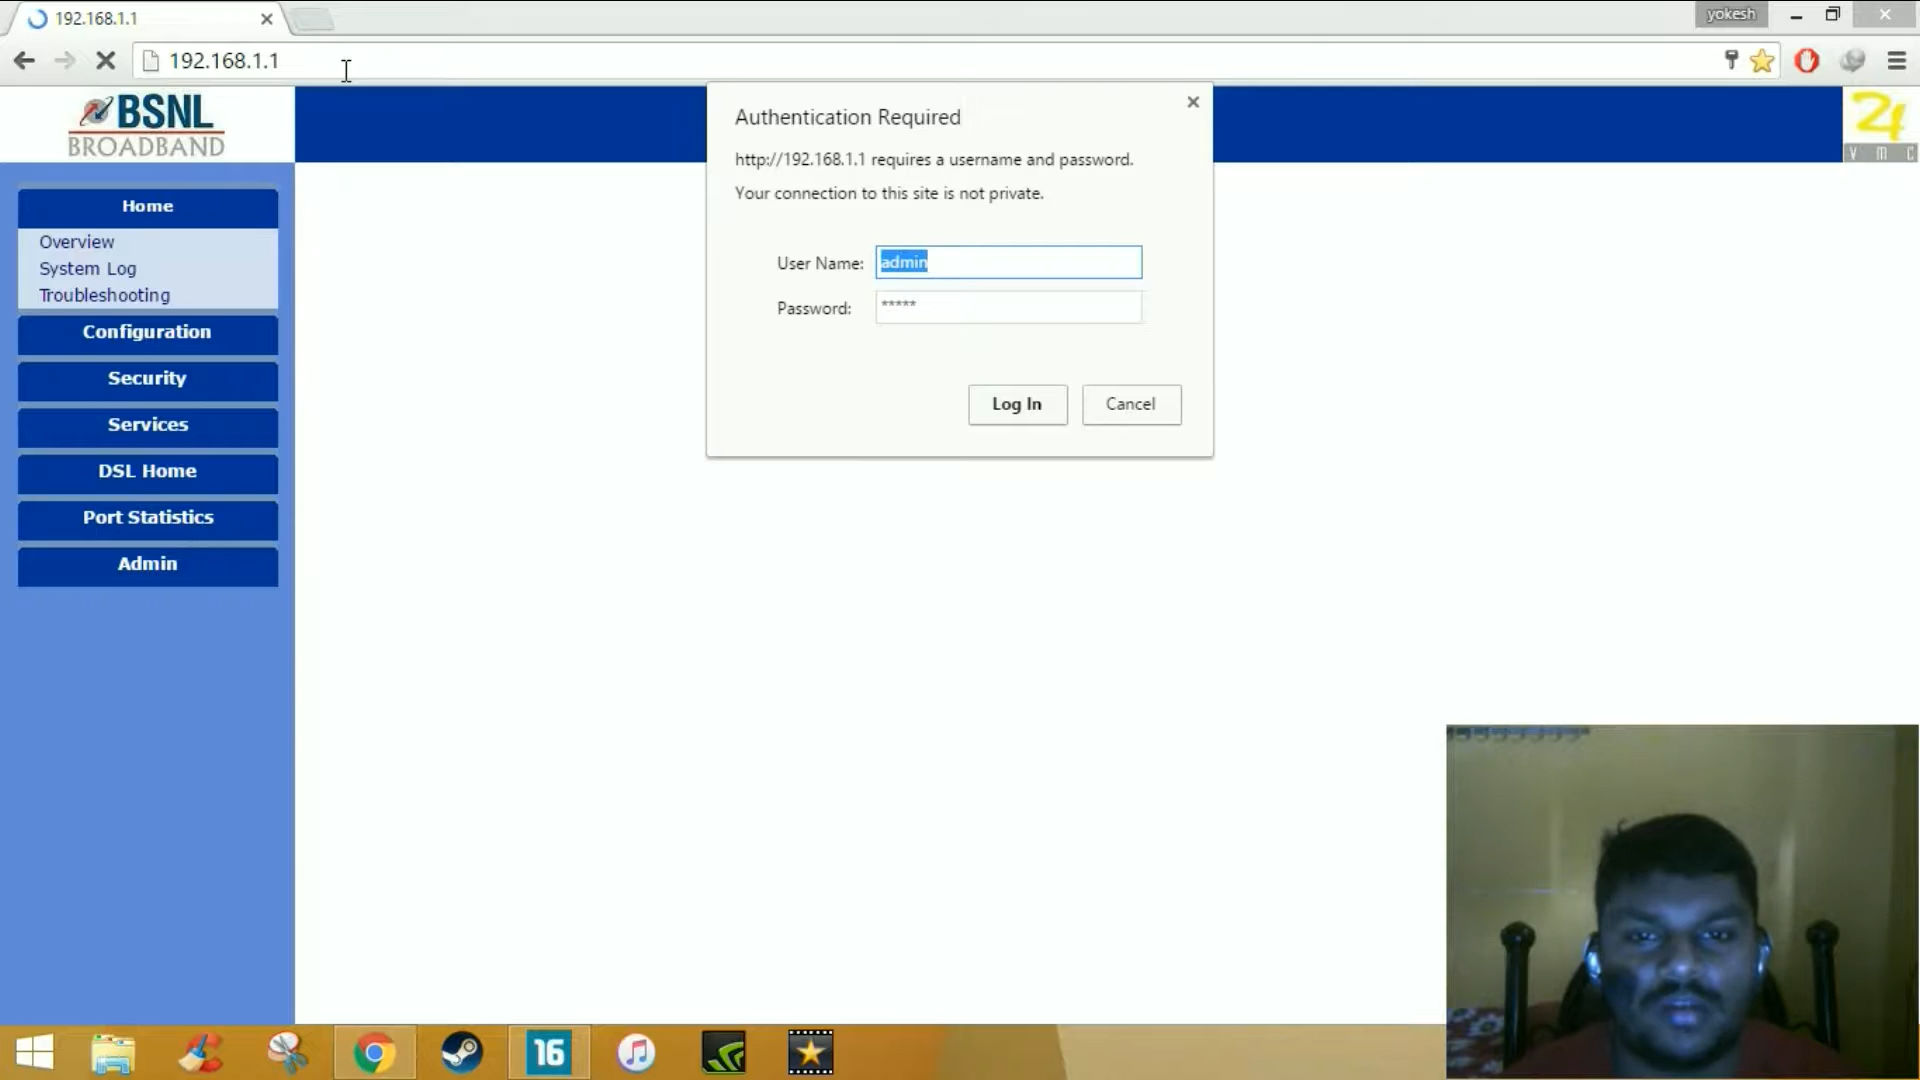 192.168.1.1
yokesh
192.168.1.1
BSNL
BROADBAND
Home
Overview
System Log
Troubleshooting
Configuration
Security
Services
DSL Home
Port Statistics
Admin
Authentication Required
http://192.168.1.1 requires a username and password.
Your connection to this site is not private.
User Name: admin
Password: *****
Log In Cancel
V M C
16